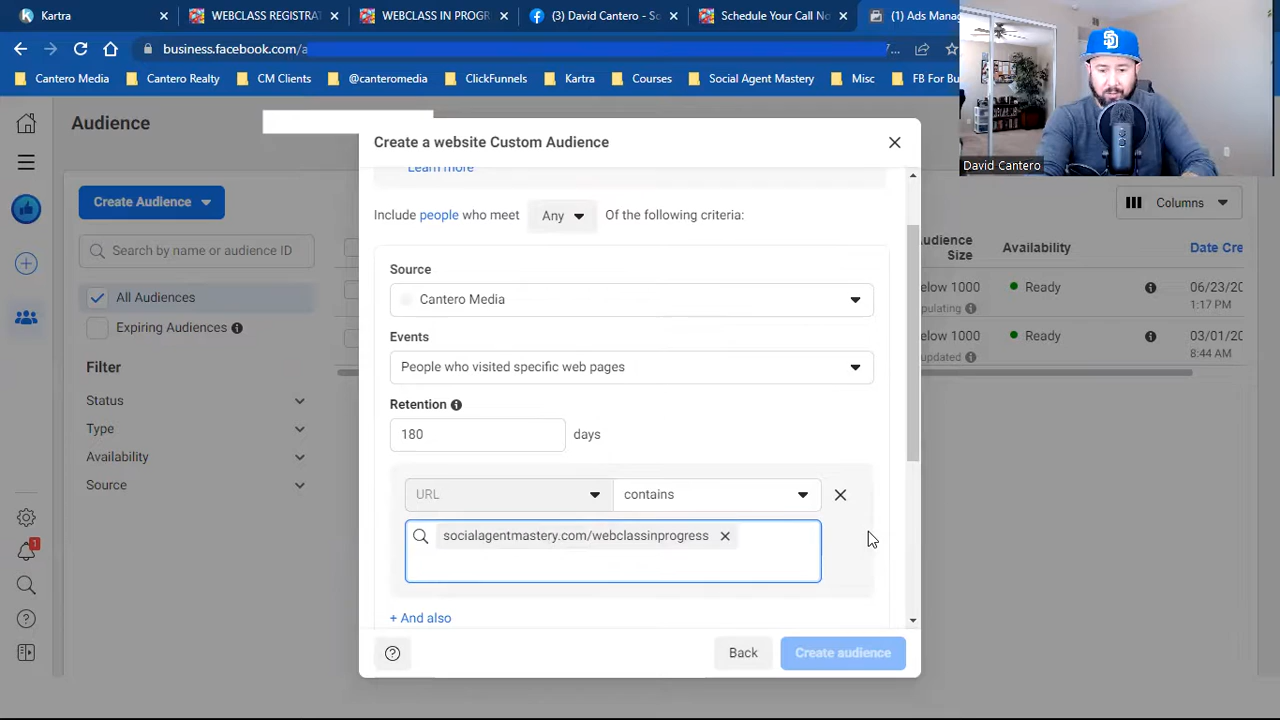 Kartra
WEBCLASS REGISTRAT
WEBCLASS IN PROGR
(3) David Cantero - So
Schedule Your Call No
(1) Ads Mana
business.facebook.com/a
Cantero Media
Cantero Realty
CM Clients
@canteromedia
ClickFunnels
Kartra
Courses
Social Agent Mastery
Misc
FB For Bu
SD
David Cantero
Audience
Create a website Custom Audience
Learn more
Create Audience
Columns
Include people who meet Any Of the following criteria:
Search by name or audience ID
udience Size
Availability
Date Cre
All Audiences
Expiring Audiences
Source
Cantero Media
elow 1000
Ready
06/23/20
pulating
1:17 PM
Events
People who visited specific web pages
elow 1000
Ready
03/01/20
updated
8:44 AM
Filter
Status
Type
Availability
Source
Retention
180 days
URL
contains
socialagentmastery.com/webclassinprogress
+ And also
1
Back
Create audience